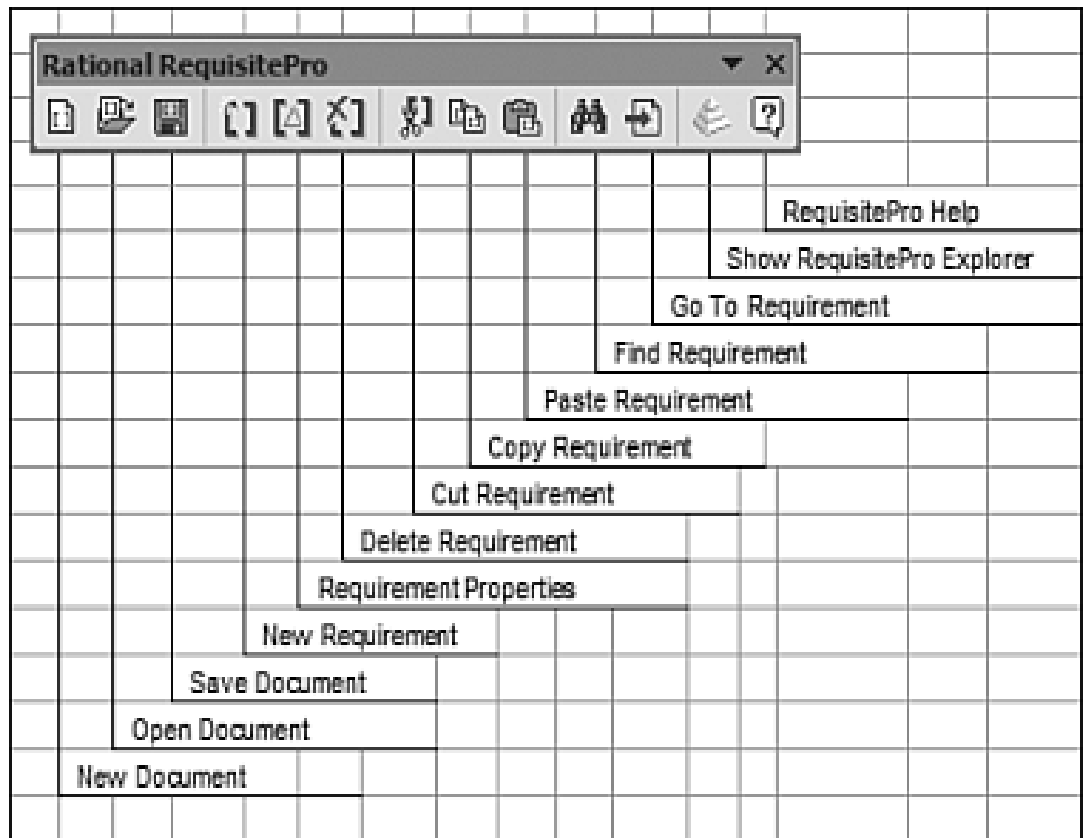 Rational RequisitePro
RequisitePro Help
Show RequisitePro Explorer
Go To Requirement
Find Requirement
Paste Requirement
Copy Requirement
Cut Requirement
Delete Requirement
Requirement Properties
New Requirement
Save Document
Open Document
New Document